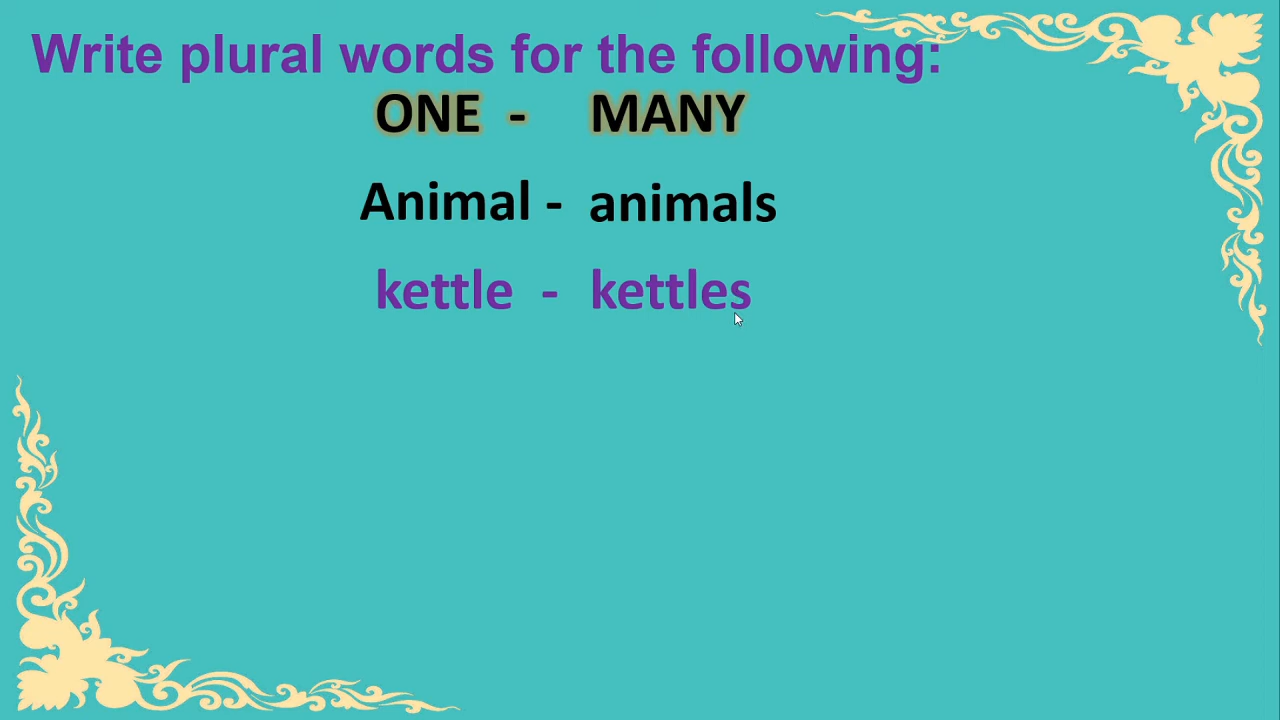 Write plural words for the following:
ONE - MANY
Animal - animals
kettle - kettles